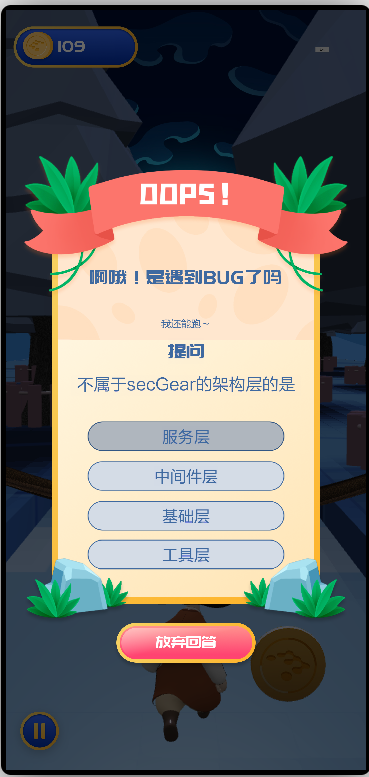 109
OOPS!
啊哦！是遇到BUG了吗
我还能跑～
提问
不属于secGear的架构层的是
服务层
中间件层
基础层
工具层
放弃回答